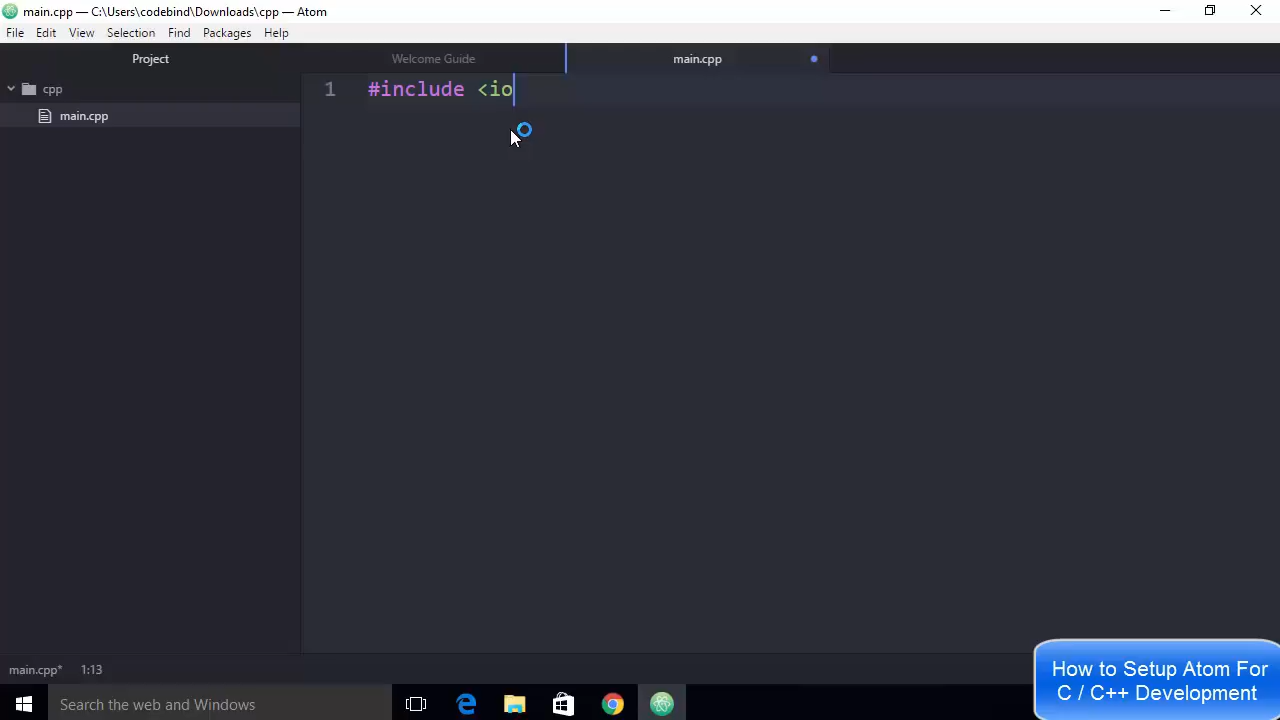 main.cpp — C:\Users\codebind\Downloads\cpp — Atom
File Edit View Selection Find Packages Help
Project
Welcome Guide
main.cpp
cpp
main.cpp
1 #include <io
main.cpp* 1:13
How to Setup Atom For
C / C++ Development
Search the web and Windows